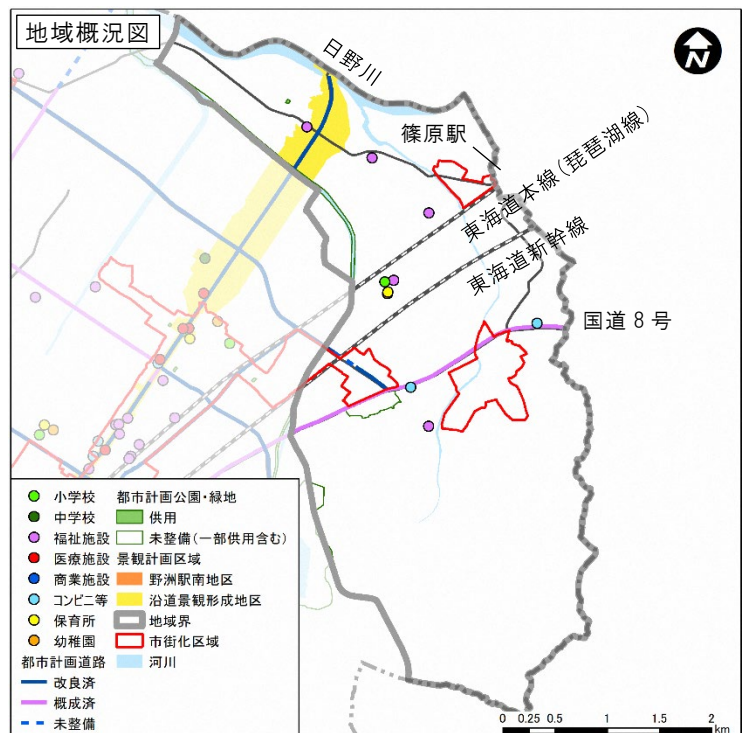 地域概況図
N
日野川
篠原駅
東海道本線(琵琶湖線)
東海道新幹線
国道8号
小学校
中学校
福祉施設
医療施設
商業施設
コンビニ等
保育所
幼稚園
都市計画道路
改良済
概成済
未整備
都市計画公園・緑地
供用
未整備(一部供用含む)
景観計画区域
野洲駅南地区
沿道景観形成地区
地域界
市街化区域
河川
0 0.25 0.5 1 1.5 2
km